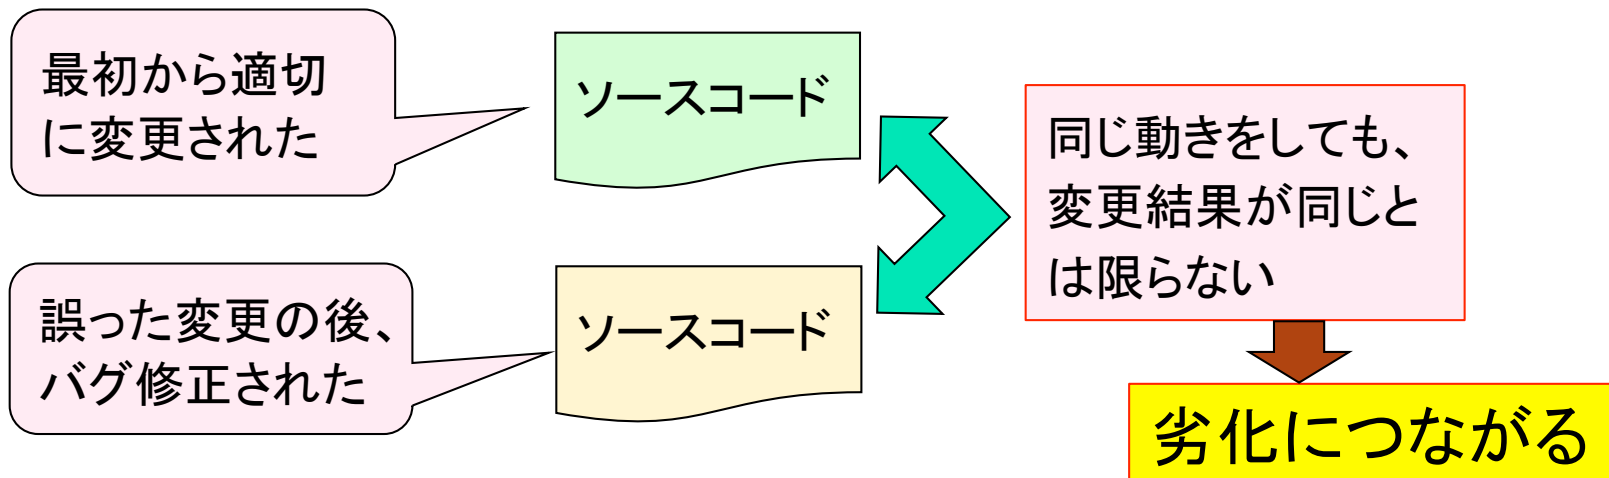 最初から適切
に変更された
ソースコード
誤った変更の後、
バグ修正された
ソースコード
同じ動きをしても、
変更結果が同じと
は限らない
劣化につながる